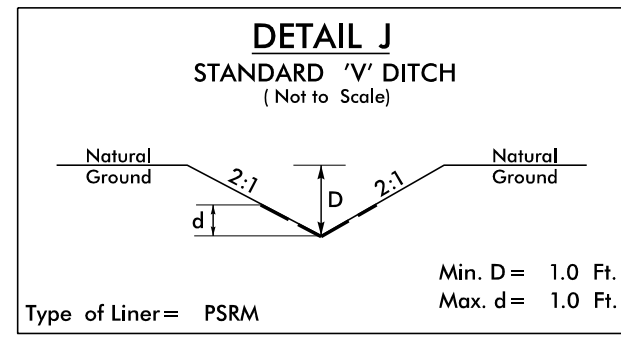 DETAIL J
STANDARD 'V' DITCH
( Not to Scale)
Natural
Ground
2:1
D
2:1
Natural
Ground
d
Min. D = 1.0 Ft.
Max. d = 1.0 Ft.
Type of Liner = PSRM